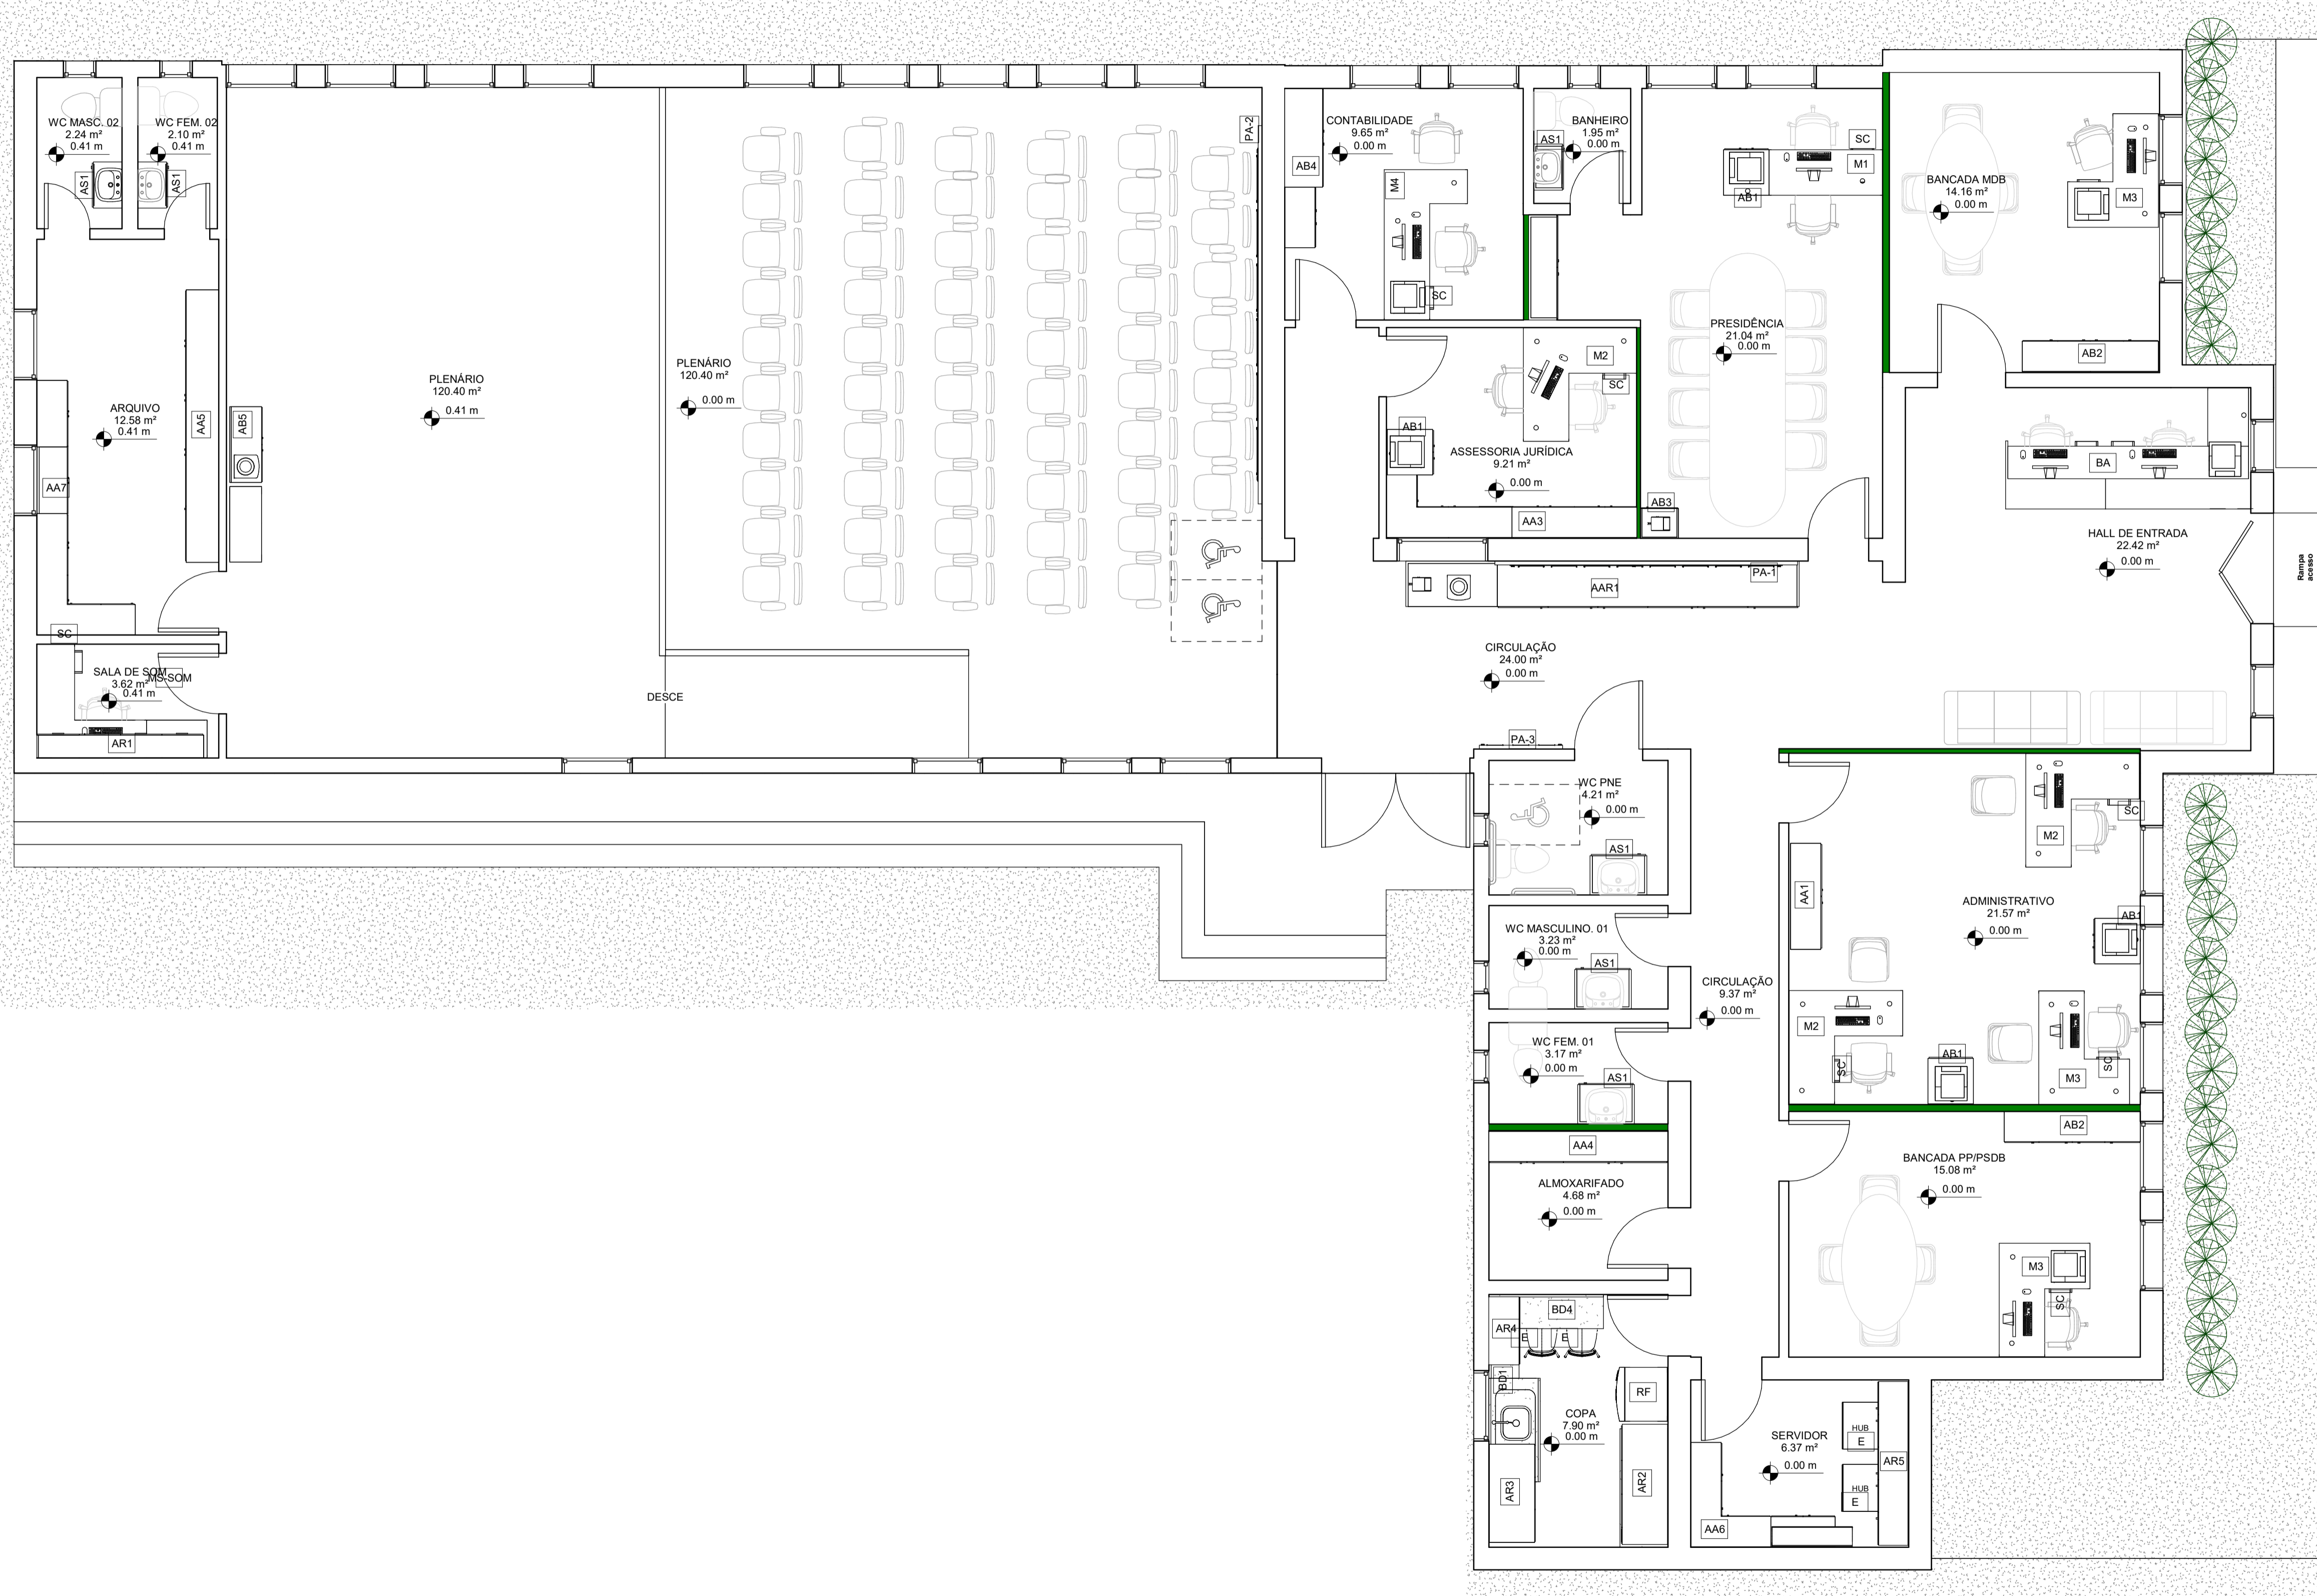 WC MASC. 02
2.24 m²
0.41 m
AS1
WC FEM. 02
2.10 m²
0.41 m
AS1
ARQUIVO
12.58 m²
0.41 m
AA5
AA7
SC
AB5
SALA DE SOM
3.62 m²
0.41 m
MS-SOM
AR1
PLENÁRIO
120.40 m²
0.41 m
PLENÁRIO
120.40 m²
0.00 m
DESCE
PA-2
CONTABILIDADE
9.65 m²
0.00 m
AB4
M4
SC
BANHEIRO
1.95 m²
0.00 m
AS1
SC
M1
AB1
PRESIDÊNCIA
21.04 m²
0.00 m
AB3
BANCADA MDB
14.16 m²
0.00 m
M3
AB2
M2
SC
AB1
ASSESSORIA JURÍDICA
9.21 m²
0.00 m
AA3
BA
HALL DE ENTRADA
22.42 m²
0.00 m
Rampa
acesso
PA-1
AAR1
CIRCULAÇÃO
24.00 m²
0.00 m
PA-3
WC PNE
4.21 m²
0.00 m
AS1
WC MASCULINO. 01
3.23 m²
0.00 m
AS1
WC FEM. 01
3.17 m²
0.00 m
AS1
CIRCULAÇÃO
9.37 m²
0.00 m
M2
SC
AA1
ADMINISTRATIVO
21.57 m²
0.00 m
AB1
M2
SC
AB1
M3
SC
AA4
ALMOXARIFADO
4.68 m²
0.00 m
AB2
BANCADA PP/PSDB
15.08 m²
0.00 m
M3
SC
BD4
AR4
E
E
BD1
RF
COPA
7.90 m²
0.00 m
AR3
AR2
SERVIDOR
6.37 m²
0.00 m
HUB
E
HUB
E
AR5
AA6